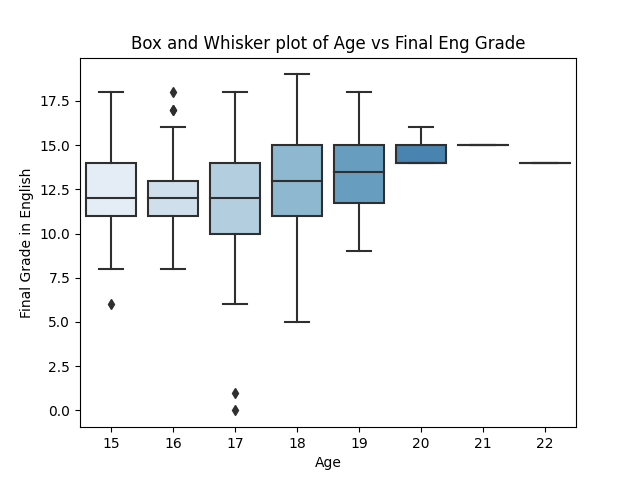 Box and Whisker plot of Age vs Final Eng Grade
Final Grade in English
17.5
15.0
12.5
10.0
7.5
5.0
2.5
0.0
15 16 17 18 19 20 21 22
Age